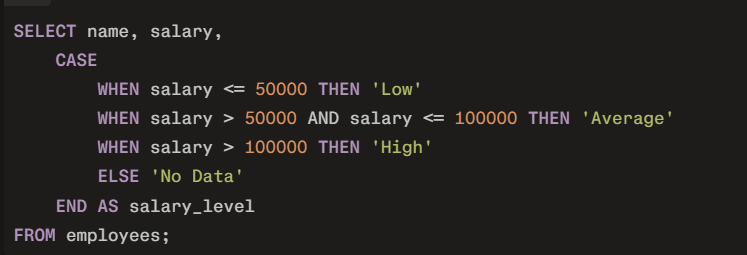 SELECT name, salary,
    CASE
        WHEN salary <= 50000 THEN 'Low'
        WHEN salary > 50000 AND salary <= 100000 THEN 'Average'
        WHEN salary > 100000 THEN 'High'
        ELSE 'No Data'
    END AS salary_level
FROM employees;